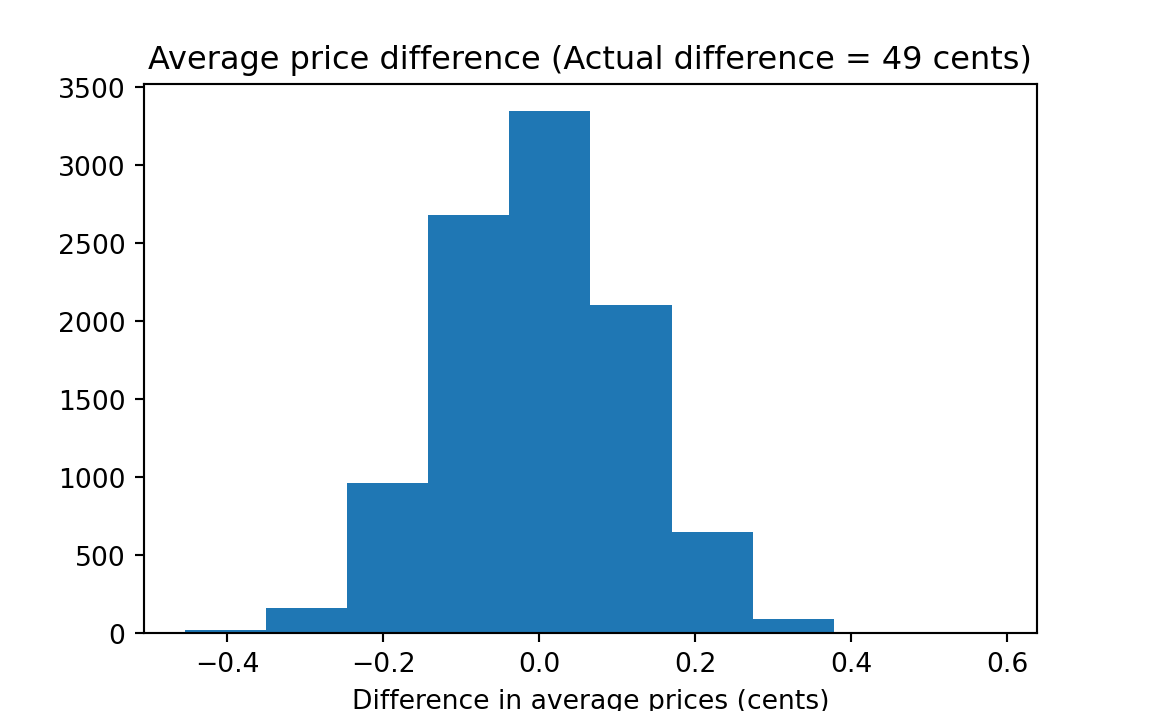 Average price difference (Actual difference = 49 cents)
3500
3000
2500
2000
1500
1000
500
0
−0.4 −0.2 0.0 0.2 0.4 0.6
Difference in average prices (cents)